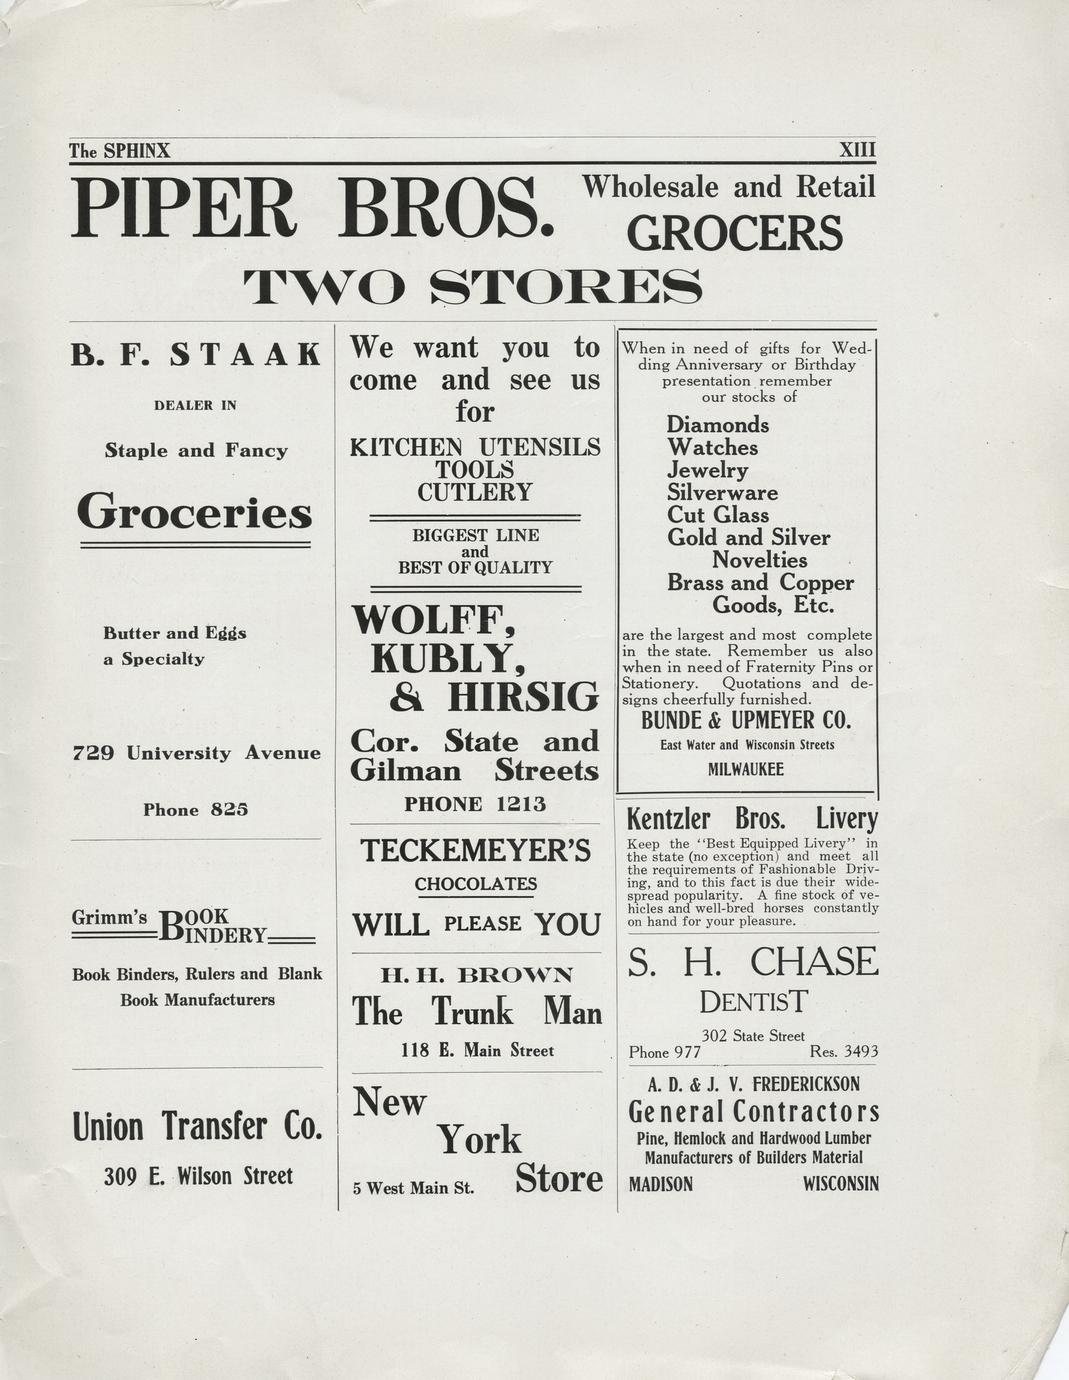 The SPHINX XIII
PIPER BROS. Wholesale and Retail
GROCERS
TWO STORES
B. F. STAAK
DEALER IN
Staple and Fancy
Groceries
Butter and Eggs
a Specialty
729 University Avenue
Phone 825
Grimm's BOOK
BINDERY
Book Binders, Rulers and Blank
Book Manufacturers
Union Transfer Co.
309 E. Wilson Street
We want you to
come and see us
for
KITCHEN UTENSILS
TOOLS
CUTLERY
BIGGEST LINE
and
BEST OF QUALITY
WOLFF,
KUBLY,
& HIRSIG
Cor. State and
Gilman Streets
PHONE 1213
TECKEMEYER'S
CHOCOLATES
WILL PLEASE YOU
H. H. BROWN
The Trunk Man
118 E. Main Street
New
York
5 West Main St. Store
When in need of gifts for Wed-
ding Anniversary or Birthday
presentation remember
our stocks of
Diamonds
Watches
Jewelry
Silverware
Cut Glass
Gold and Silver
Novelties
Brass and Copper
Goods, Etc.
are the largest and most complete
in the state. Remember us also
when in need of Fraternity Pins or
Stationery. Quotations and de-
signs cheerfully furnished.
BUNDE & UPMEYER CO.
East Water and Wisconsin Streets
MILWAUKEE
Kentzler Bros. Livery
Keep the "Best Equipped Livery" in
the state (no exception) and meet all
the requirements of Fashionable Driv-
ing, and to this fact is due their wide-
spread popularity. A fine stock of ve-
hicles and well-bred horses constantly
on hand for your pleasure.
S. H. CHASE
DENTIST
302 State Street
Phone 977 Res. 3493
A. D. & J. V. FREDERICKSON
General Contractors
Pine, Hemlock and Hardwood Lumber
Manufacturers of Builders Material
MADISON WISCONSIN